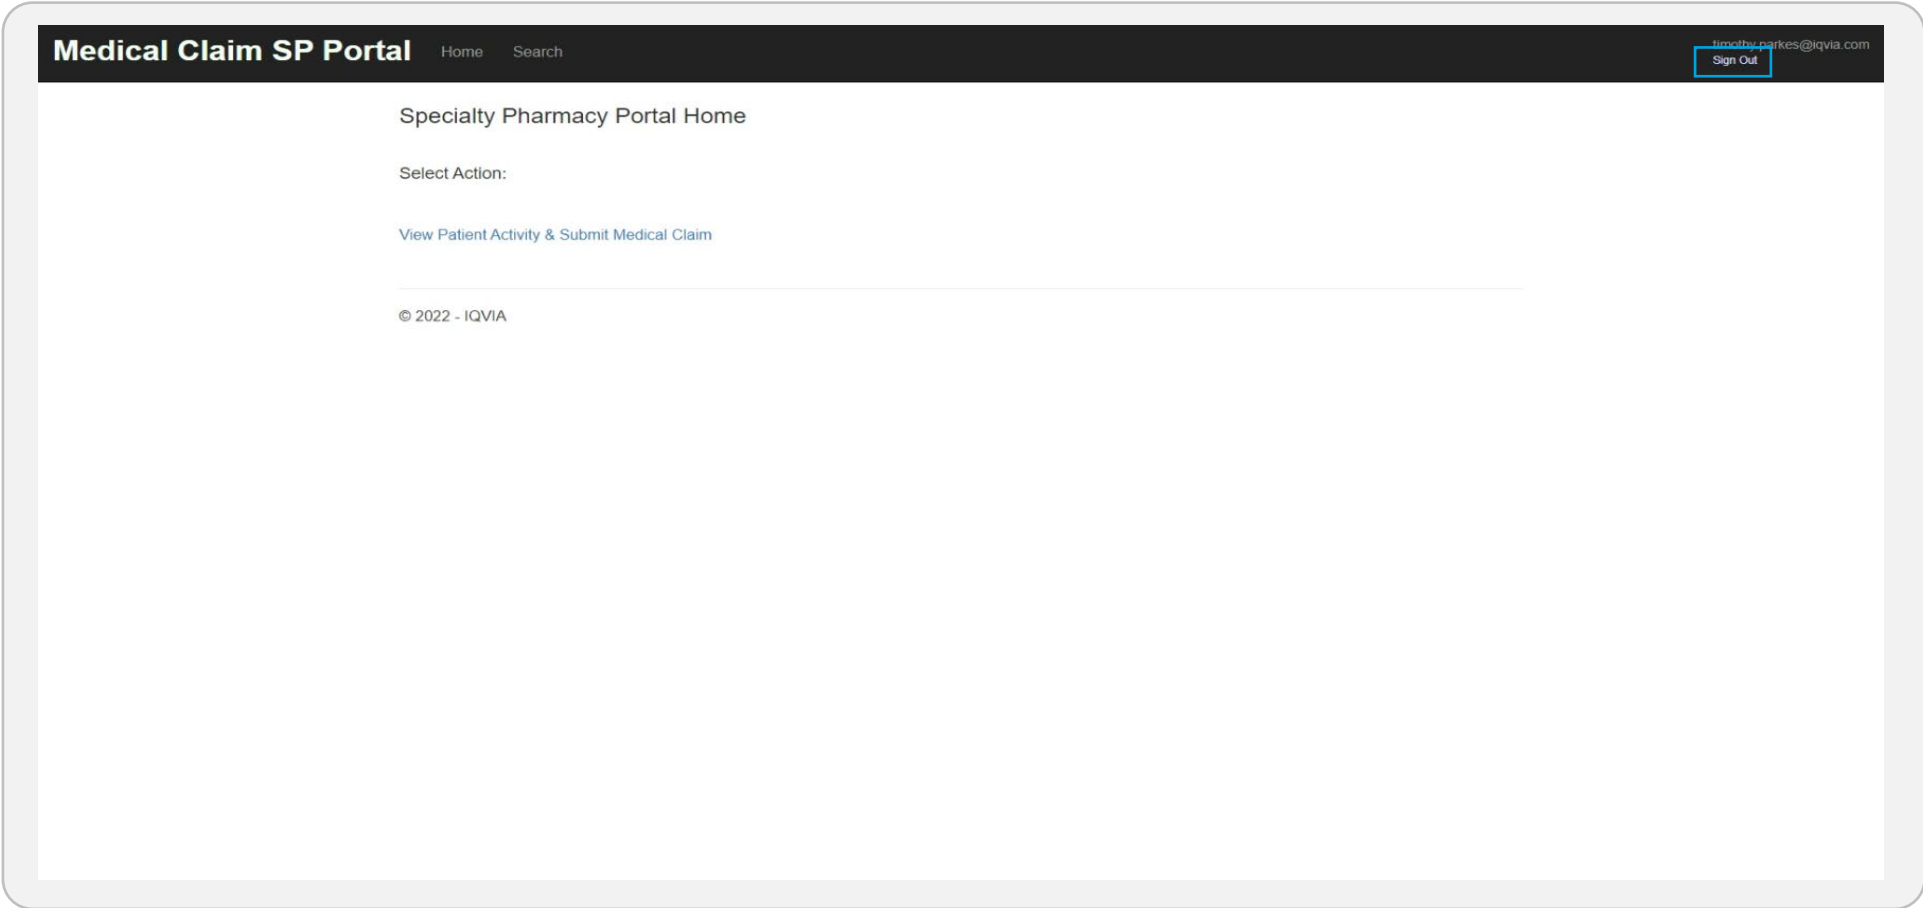 Medical Claim SP Portal Home Search timothy.parkes@iqvia.com
Sign Out
Specialty Pharmacy Portal Home
Select Action:
View Patient Activity & Submit Medical Claim
© 2022 - IQVIA